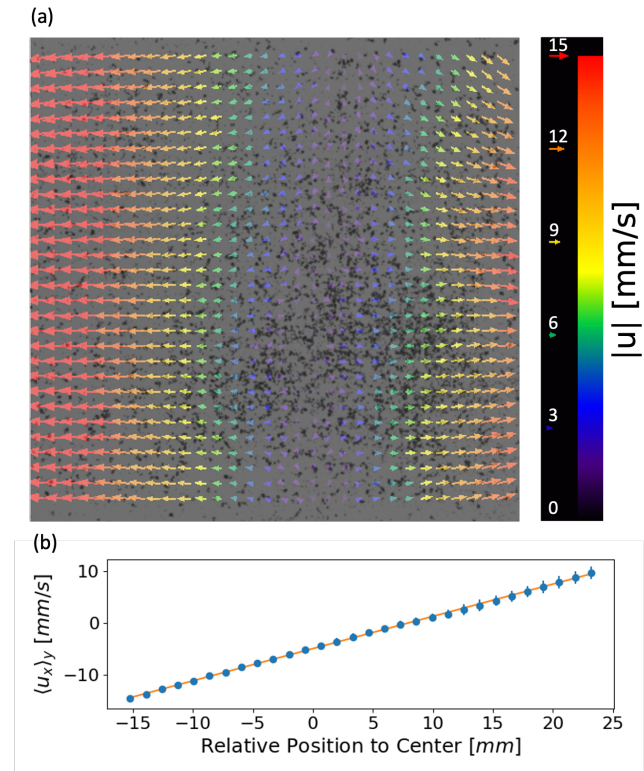 (a)
15
12
9
6
3
0
|u| [mm/s]
(b)
10
0
−10
⟨u_x⟩_y [mm/s]
−15 −10 −5 0 5 10 15 20
Relative Position to Center [mm]